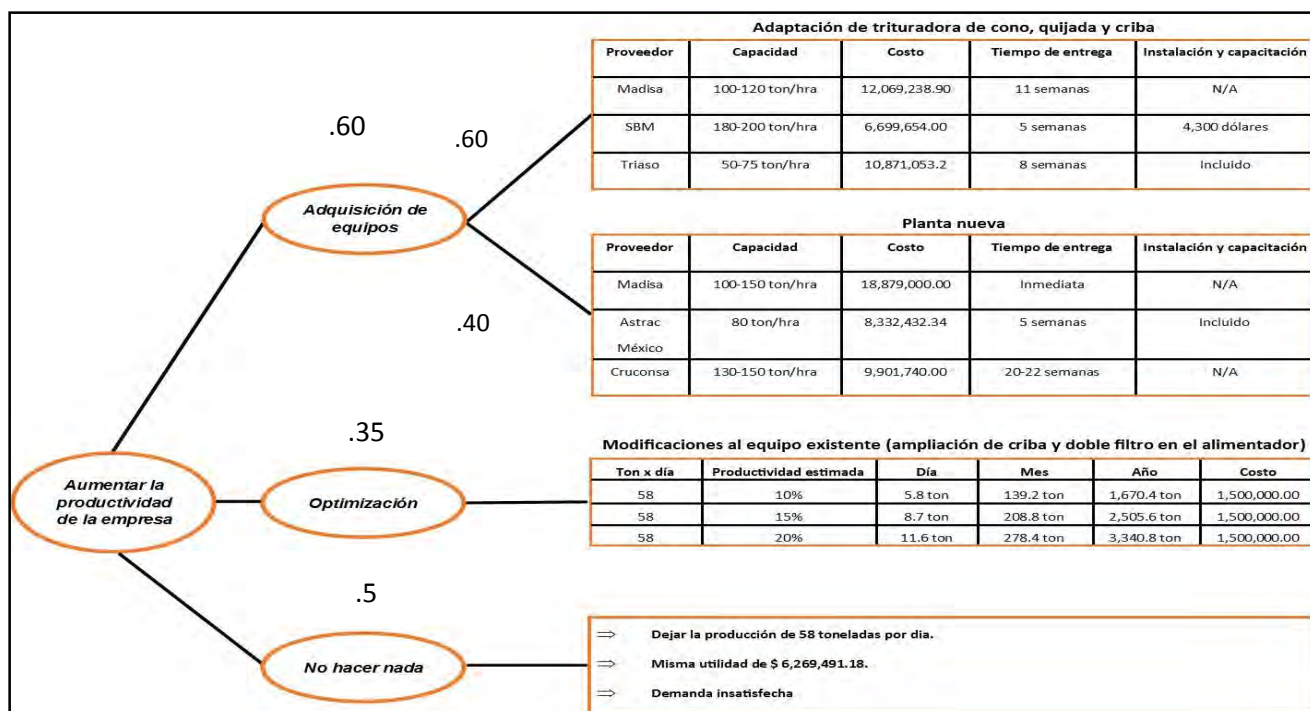 Adaptación de trituradora de cono, quijada y criba
Proveedor Capacidad Costo Tiempo de entrega Instalación y capacitación
Madisa 100-120 ton/hra 12,069,238.90 11 semanas N/A
SBM 180-200 ton/hra 6,699,654.00 5 semanas 4,300 dólares
Triaso 50-75 ton/hra 10,871,053.2 8 semanas Incluido
.60
.60
Adquisición de
equipos
.40
Planta nueva
Proveedor Capacidad Costo Tiempo de entrega Instalación y capacitación
Madisa 100-150 ton/hra 18,879,000.00 Inmediata N/A
Astrac 80 ton/hra 8,332,432.34 5 semanas Incluido
México
Cruconsa 130-150 ton/hra 9,901,740.00 20-22 semanas N/A
.35
Modificaciones al equipo existente (ampliación de criba y doble filtro en el alimentador)
Aumentar la
productividad
de la empresa
Optimización
Ton x día Productividad estimada Día Mes Año Costo
58 10% 5.8 ton 139.2 ton 1,670.4 ton 1,500,000.00
58 15% 8.7 ton 208.8 ton 2,505.6 ton 1,500,000.00
58 20% 11.6 ton 278.4 ton 3,340.8 ton 1,500,000.00
.5
No hacer nada
⇒ Dejar la producción de 58 toneladas por dia.
⇒ Misma utilidad de $ 6,269,491.18.
⇒ Demanda insatisfecha